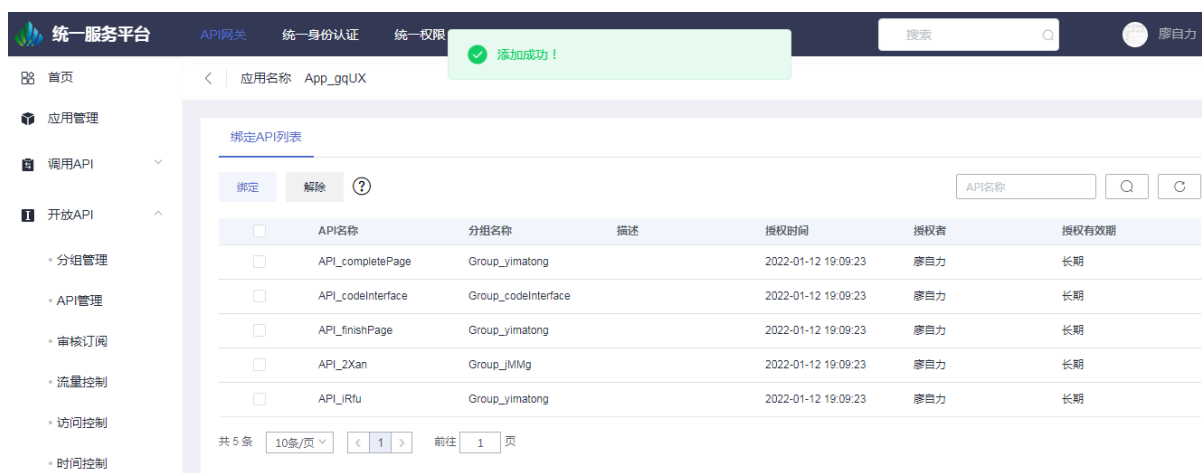 统一服务平台 API网关 统一身份认证 统一权限 搜索 廖自力
添加成功！
首页
应用名称 App_gqUX
应用管理
绑定API列表
调用API
绑定 解除 ? API名称
开放API
API名称 分组名称 描述 授权时间 授权者 授权有效期
分组管理
API_completePage Group_yimatong 2022-01-12 19:09:23 廖自力 长期
API管理
API_codeInterface Group_codeInterface 2022-01-12 19:09:23 廖自力 长期
审核订阅
API_finishPage Group_yimatong 2022-01-12 19:09:23 廖自力 长期
API_2Xan Group_jMMg 2022-01-12 19:09:23 廖自力 长期
流量控制
API_iRfu Group_yimatong 2022-01-12 19:09:23 廖自力 长期
访问控制
共 5 条 10条/页 < 1 > 前往 1 页
时间控制